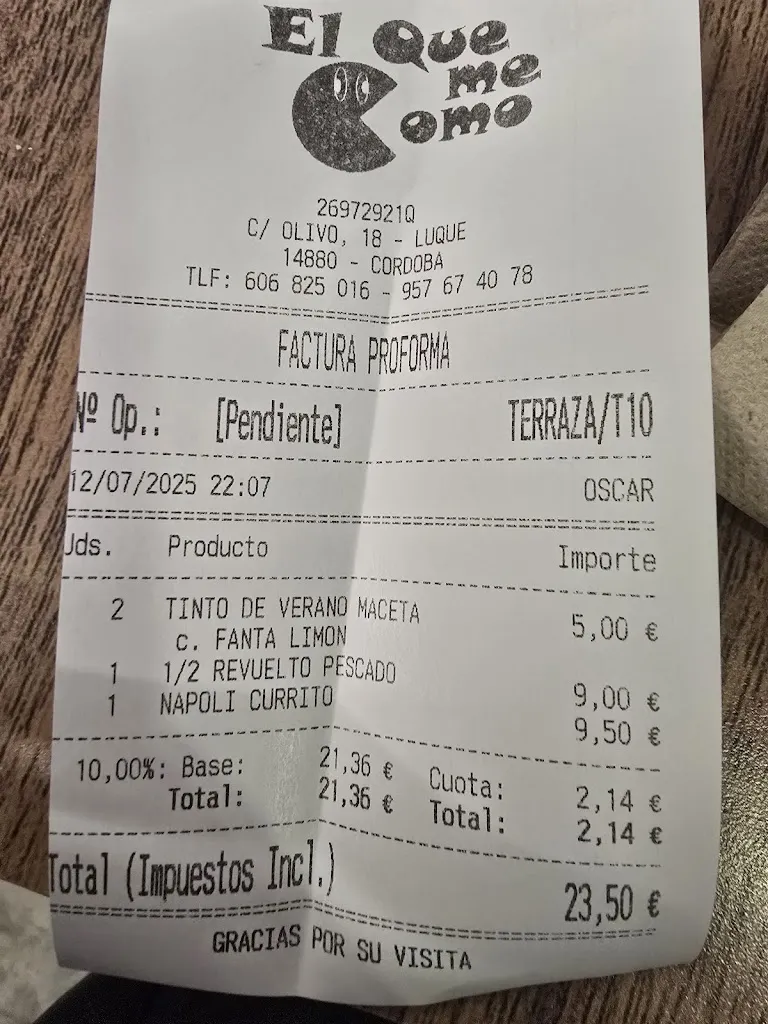 El Que
me
Como
26972921Q
C/ OLIVO, 18 - LUQUE
14880 - CORDOBA
TLF: 606 825 016 - 957 67 40 78
FACTURA PROFORMA
Nº Op.: [Pendiente] TERRAZA/T10
12/07/2025 22:07 OSCAR
Uds. Producto Importe
2 TINTO DE VERANO MACETA 5,00 €
c. FANTA LIMON
1 1/2 REVUELTO PESCADO 9,00 €
1 NAPOLI CURRITO 9,50 €
10,00%: Base: 21,36 € Cuota: 2,14 €
Total: 21,36 € Total: 2,14 €
Total (Impuestos Incl.) 23,50 €
GRACIAS POR SU VISITA